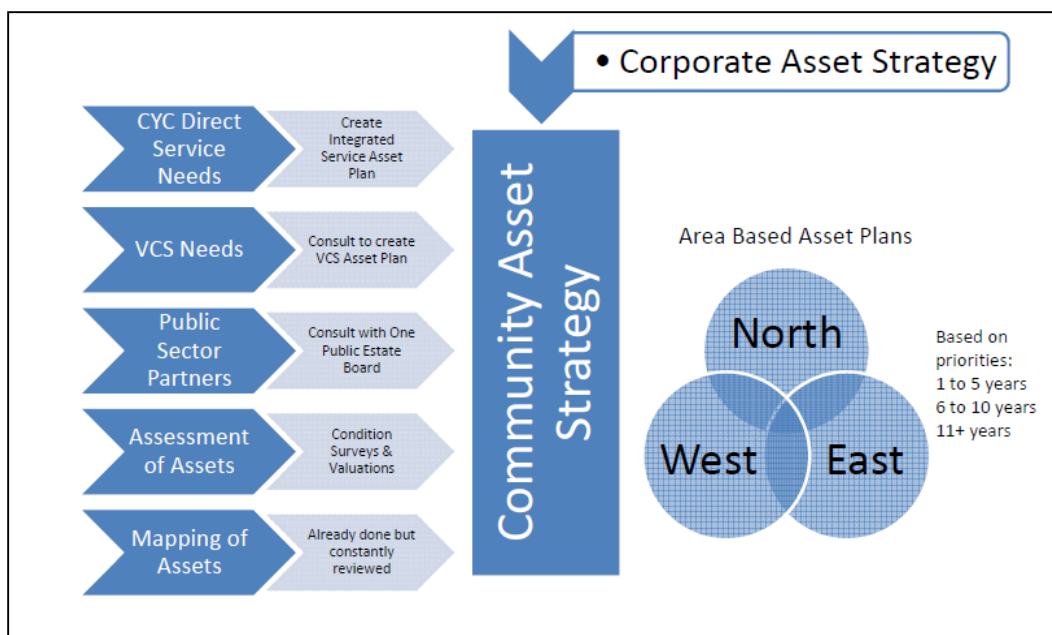 • Corporate Asset Strategy
CYC Direct
Service
Needs
Create
Integrated
Service Asset
Plan
VCS Needs
Consult to create
VCS Asset Plan
Public
Sector
Partners
Consult with One
Public Estate
Board
Assessment
of Assets
Condition
Surveys &
Valuations
Mapping of
Assets
Already done but
constantly
reviewed
Community Asset
Strategy
Area Based Asset Plans
North
West
East
Based on
priorities:
1 to 5 years
6 to 10 years
11+ years